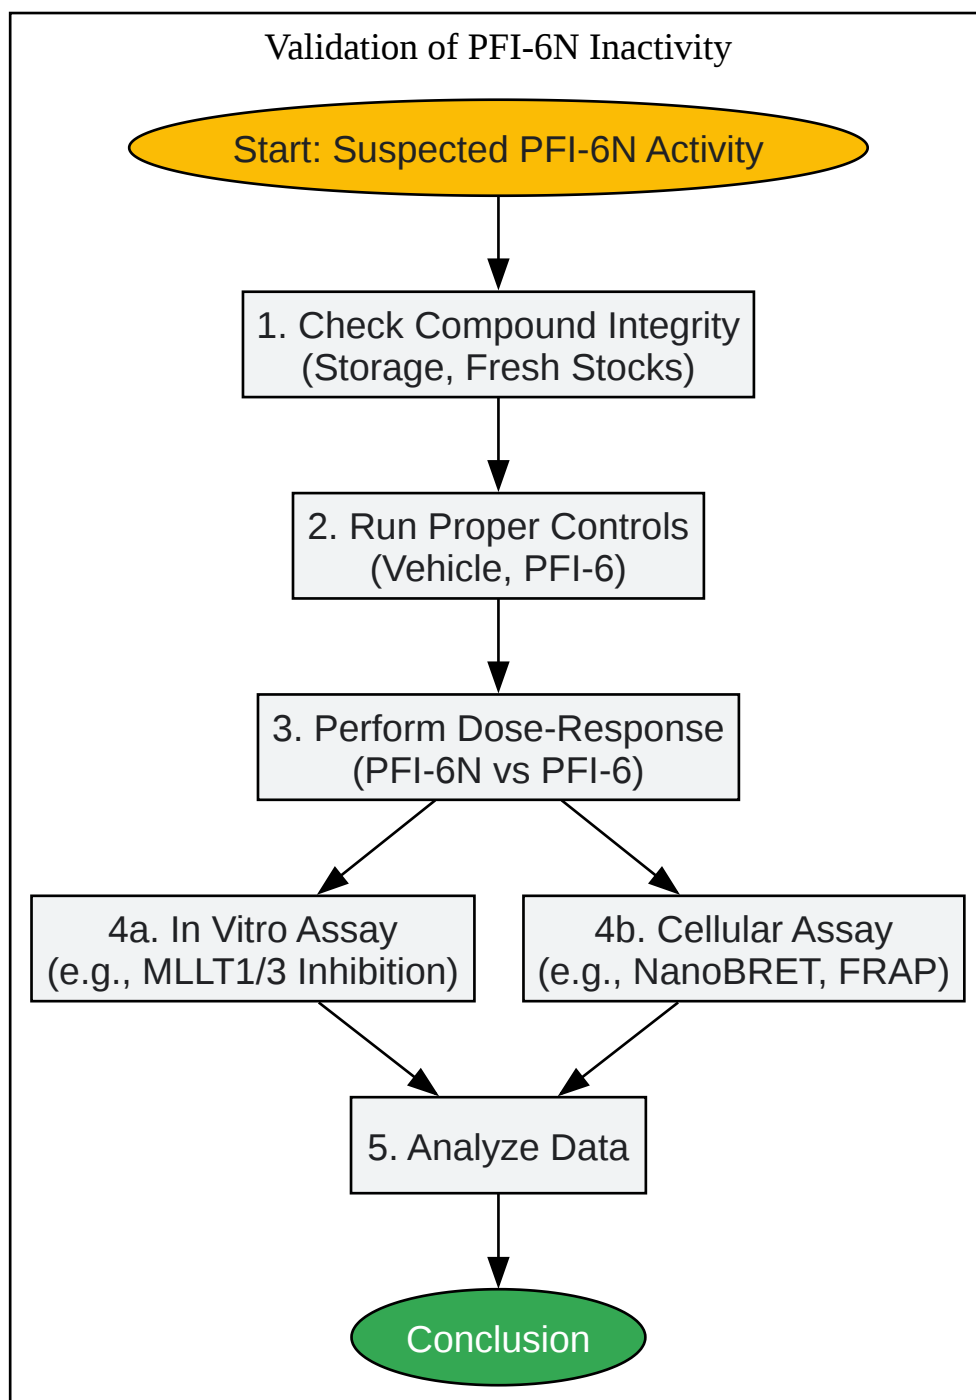 Validation of PFI-6N Inactivity
Start: Suspected PFI-6N Activity
1. Check Compound Integrity
(Storage, Fresh Stocks)
2. Run Proper Controls
(Vehicle, PFI-6)
3. Perform Dose-Response
(PFI-6N vs PFI-6)
4a. In Vitro Assay
(e.g., MLLT1/3 Inhibition)
4b. Cellular Assay
(e.g., NanoBRET, FRAP)
5. Analyze Data
Conclusion